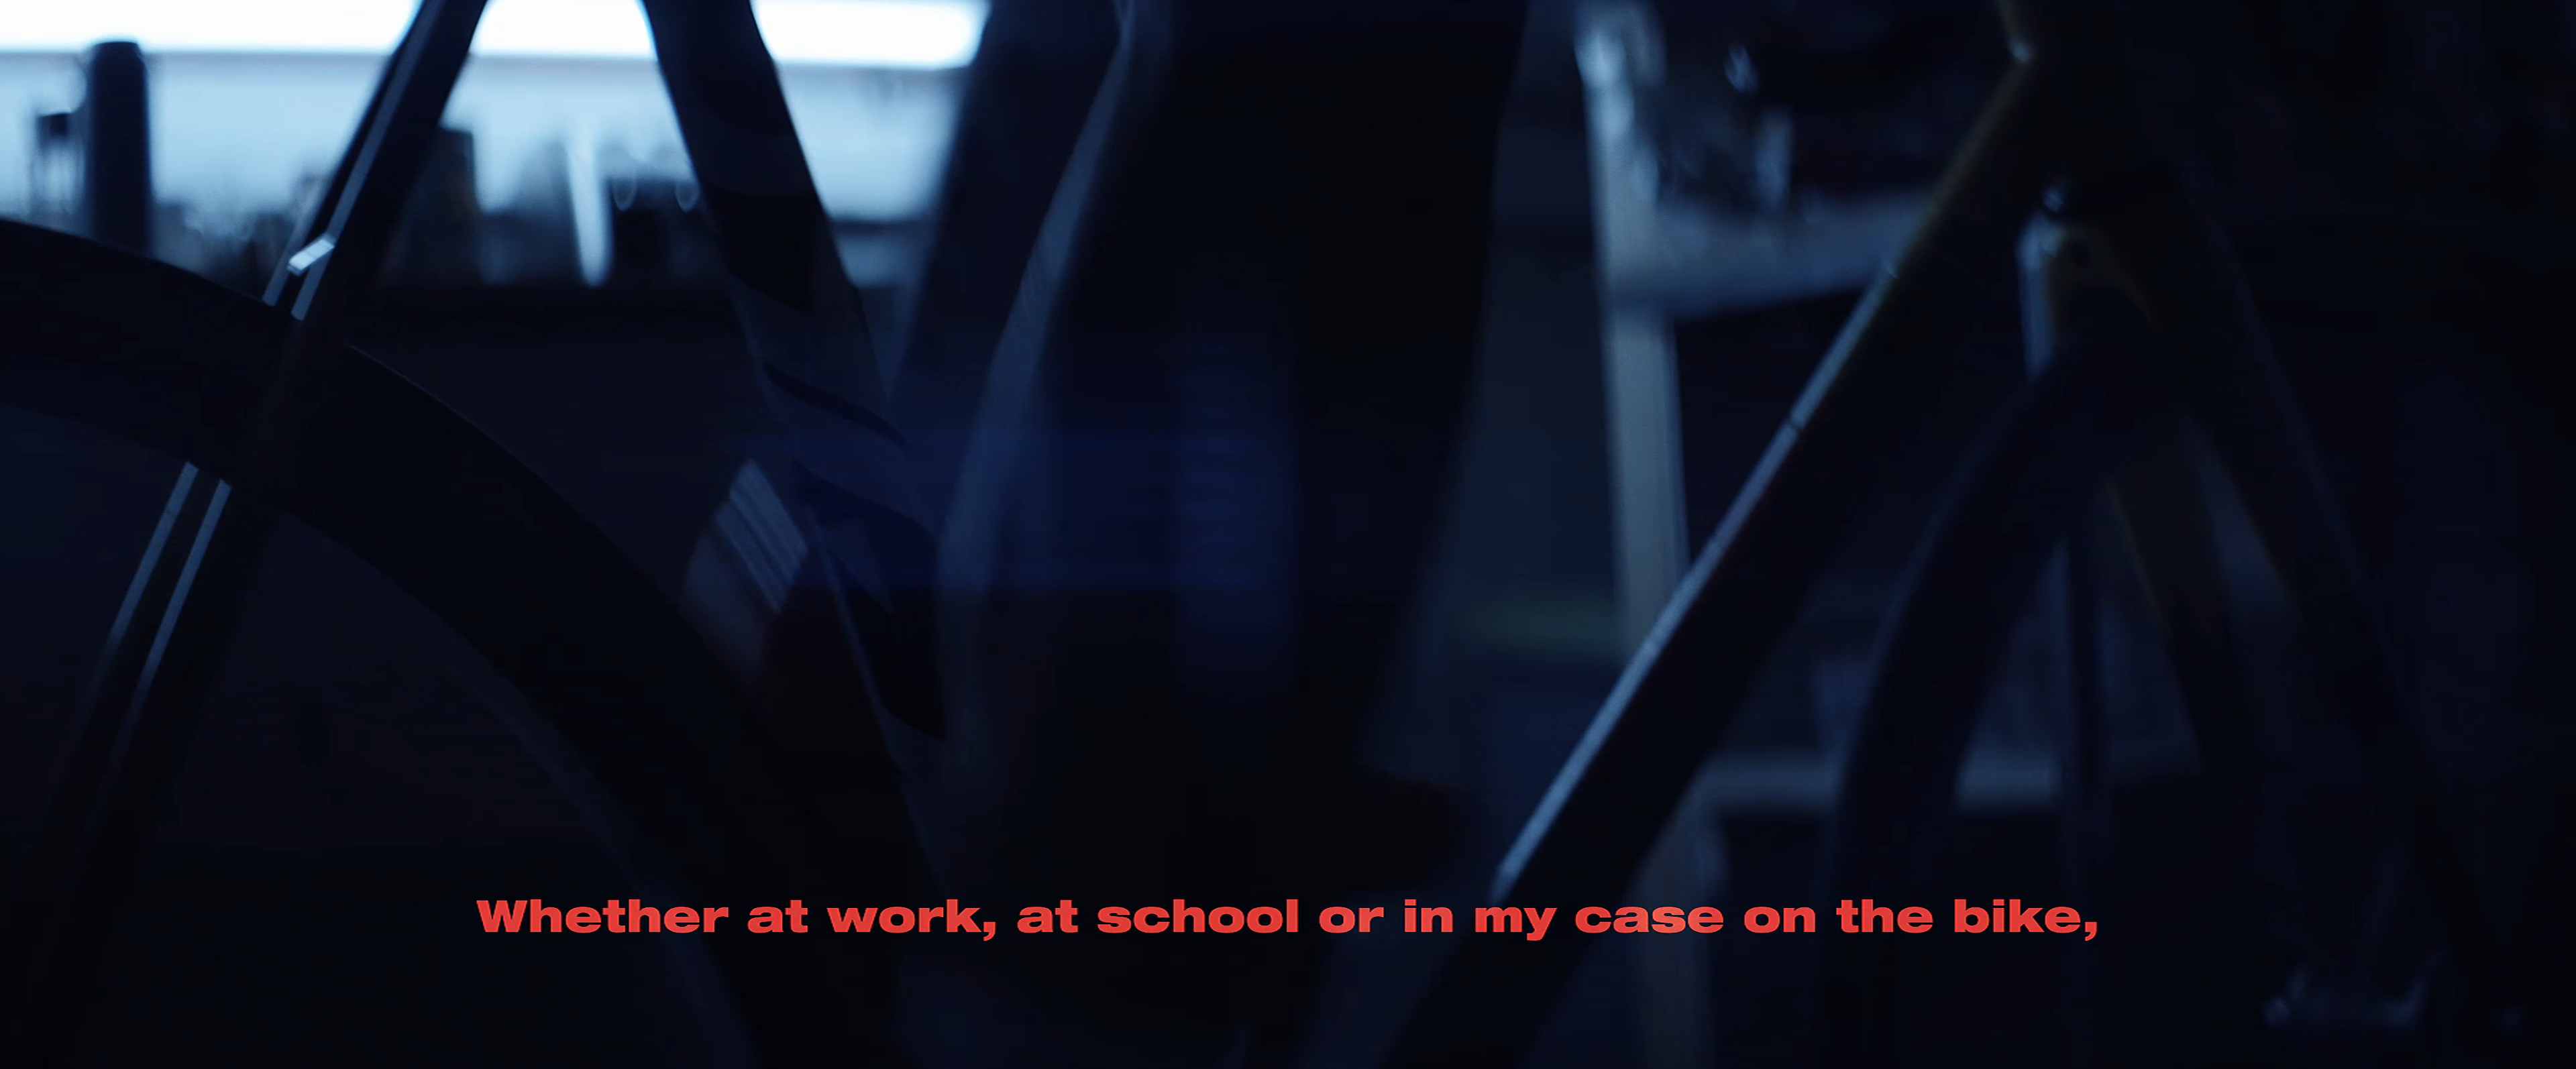 Whether at work, at school or in my case on the bike,